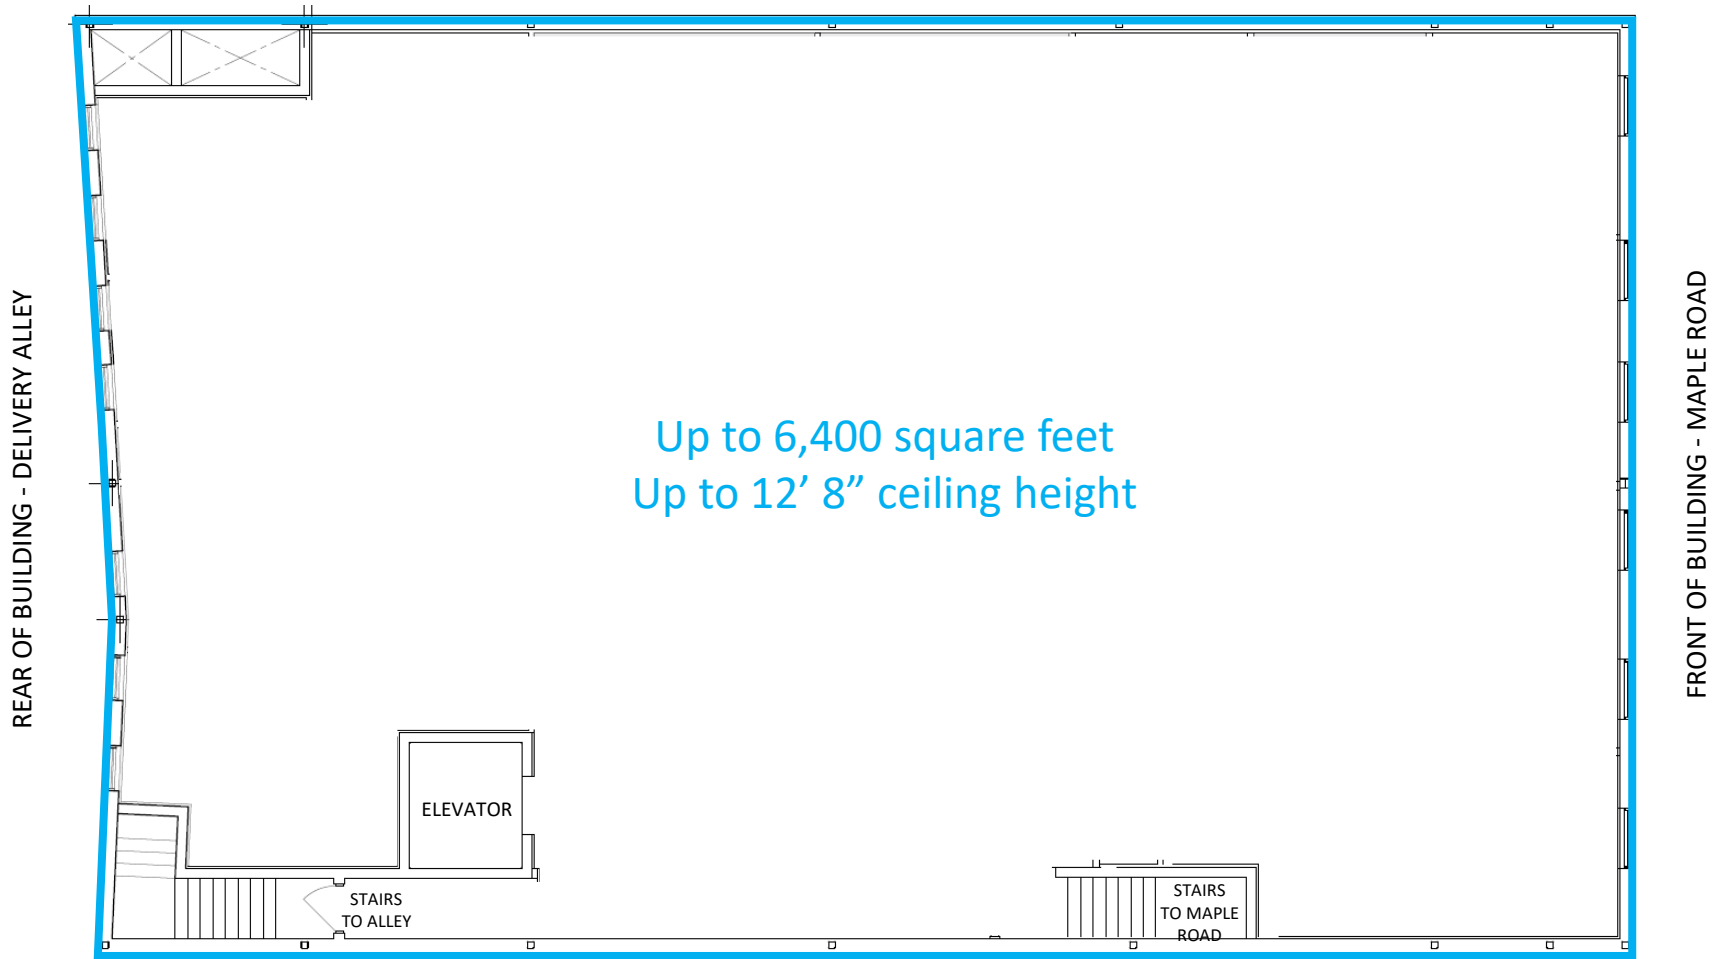 REAR OF BUILDING - DELIVERY ALLEY
Up to 6,400 square feet
Up to 12’ 8” ceiling height
FRONT OF BUILDING - MAPLE ROAD
ELEVATOR
STAIRS
TO ALLEY
STAIRS
TO MAPLE
ROAD